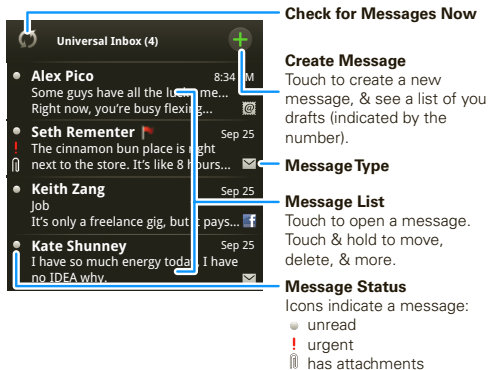 Universal Inbox (4)
Alex Pico 8:34 M
Some guys have all the luc me...
Right now, you're busy flexing...
Seth Rementer Sep 25
The cinnamon bun place is right
next to the store. It's like 8 hours...
Keith Zang Sep 25
Job
It's only a freelance gig, but it pays...
Kate Shunney Sep 25
I have so much energy today, I have
no IDEA why.
Check for Messages Now
Create Message
Touch to create a new
message, & see a list of you
drafts (indicated by the
number).
Message Type
Message List
Touch to open a message.
Touch & hold to move,
delete, & more.
Message Status
Icons indicate a message:
unread
! urgent
has attachments